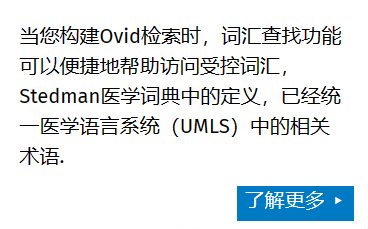 当您构建Ovid检索时，词汇查找功能
可以便捷地帮助访问受控词汇，
Stedman医学词典中的定义，已经统
一医学语言系统（UMLS）中的相关
术语.
了解更多 ▸